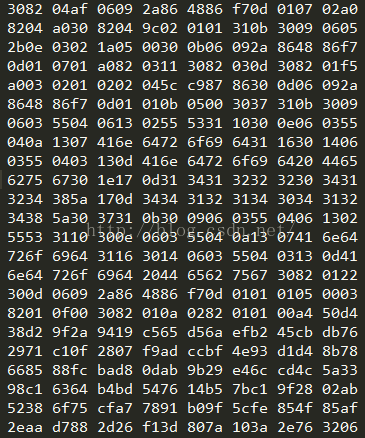 3082 04af 0609 2a86 4886 f70d 0107 02a0
8204 a030 8204 9c02 0101 310b 3009 0605
2b0e 0302 1a05 0030 0b06 092a 8648 86f7
0d01 0701 a082 0311 3082 030d 3082 01f5
a003 0201 0202 045c c987 8630 0d06 092a
8648 86f7 0d01 010b 0500 3037 310b 3009
0603 5504 0613 0255 5331 1030 0e06 0355
040a 1307 416e 6472 6f69 6431 1630 1406
0355 0403 130d 416e 6472 6f69 6420 4465
6275 6730 1e17 0d31 3431 3232 3230 3431
3234 385a 170d 3434 3132 3134 3034 3132
3438 5a30 3731 0b30 0906 0355 0406 1302
5553 3110 300e 0603 5504 0a13 0741 6e64
http://blog.csdn.net/
726f 6964 3116 3014 0603 5504 0313 0d41
6e64 726f 6964 2044 6562 7567 3082 0122
300d 0609 2a86 4886 f70d 0101 0105 0003
8201 0f00 3082 010a 0282 0101 00a4 50d4
38d2 9f2a 9419 c565 d56a efb2 45cb db76
2971 c10f 2807 f9ad ccbf 4e93 d1d4 8b78
6685 88fc bad8 0dab 9b29 e46c cd4c 5a33
98c1 6364 b4bd 5476 14b5 7bc1 9f28 02ab
5238 6f75 cfa7 7891 b09f 5cfe 854f 85af
2eaa d788 2d26 f13d 807a 103a 2e76 3206